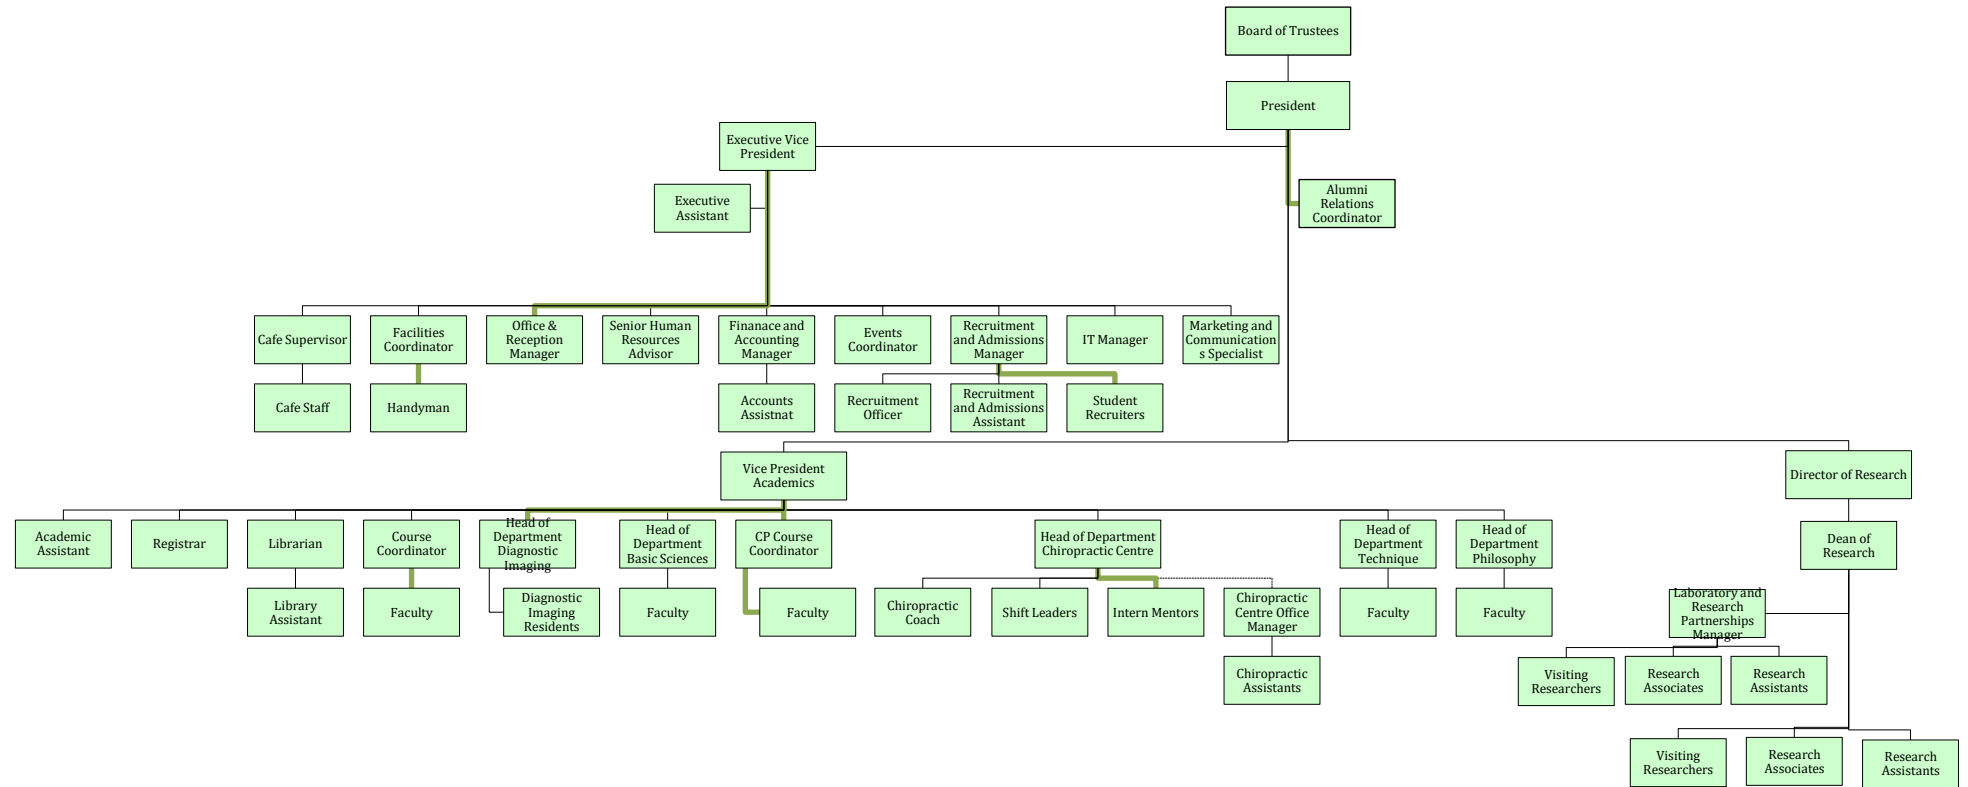 Board of Trustees
President
Executive Vice
President
Alumni
Relations
Coordinator
Executive
Assistant
Cafe Supervisor
Facilities
Coordinator
Office &
Reception
Manager
Senior Human
Resources
Advisor
Finanace and
Accounting
Manager
Events
Coordinator
Recruitment
and Admissions
Manager
IT Manager
Marketing and
Communication
s Specialist
Cafe Staff
Handyman
Accounts
Assistnat
Recruitment
Officer
Recruitment
and Admissions
Assistant
Student
Recruiters
Vice President
Academics
Director of Research
Academic
Assistant
Registrar
Librarian
Course
Coordinator
Head of
Department
Diagnostic
Imaging
Head of
Department
Basic Sciences
CP Course
Coordinator
Head of Department
Chiropractic Centre
Head of
Department
Technique
Head of
Department
Philosophy
Dean of
Research
Library
Assistant
Faculty
Diagnostic
Imaging
Residents
Faculty
Faculty
Chiropractic
Coach
Shift Leaders
Intern Mentors
Chiropractic
Centre Office
Manager
Faculty
Faculty
Laboratory and
Research
Partnerships
Manager
Chiropractic
Assistants
Visiting
Researchers
Research
Associates
Research
Assistants
Visiting
Researchers
Research
Associates
Research
Assistants